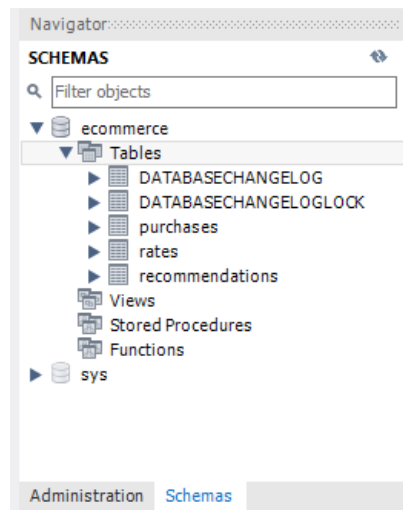 Navigator
SCHEMAS
Filter objects
ecommerce
Tables
DATABASECHANGELOG
DATABASECHANGELOGLOCK
purchases
rates
recommendations
Views
Stored Procedures
Functions
sys
Administration Schemas